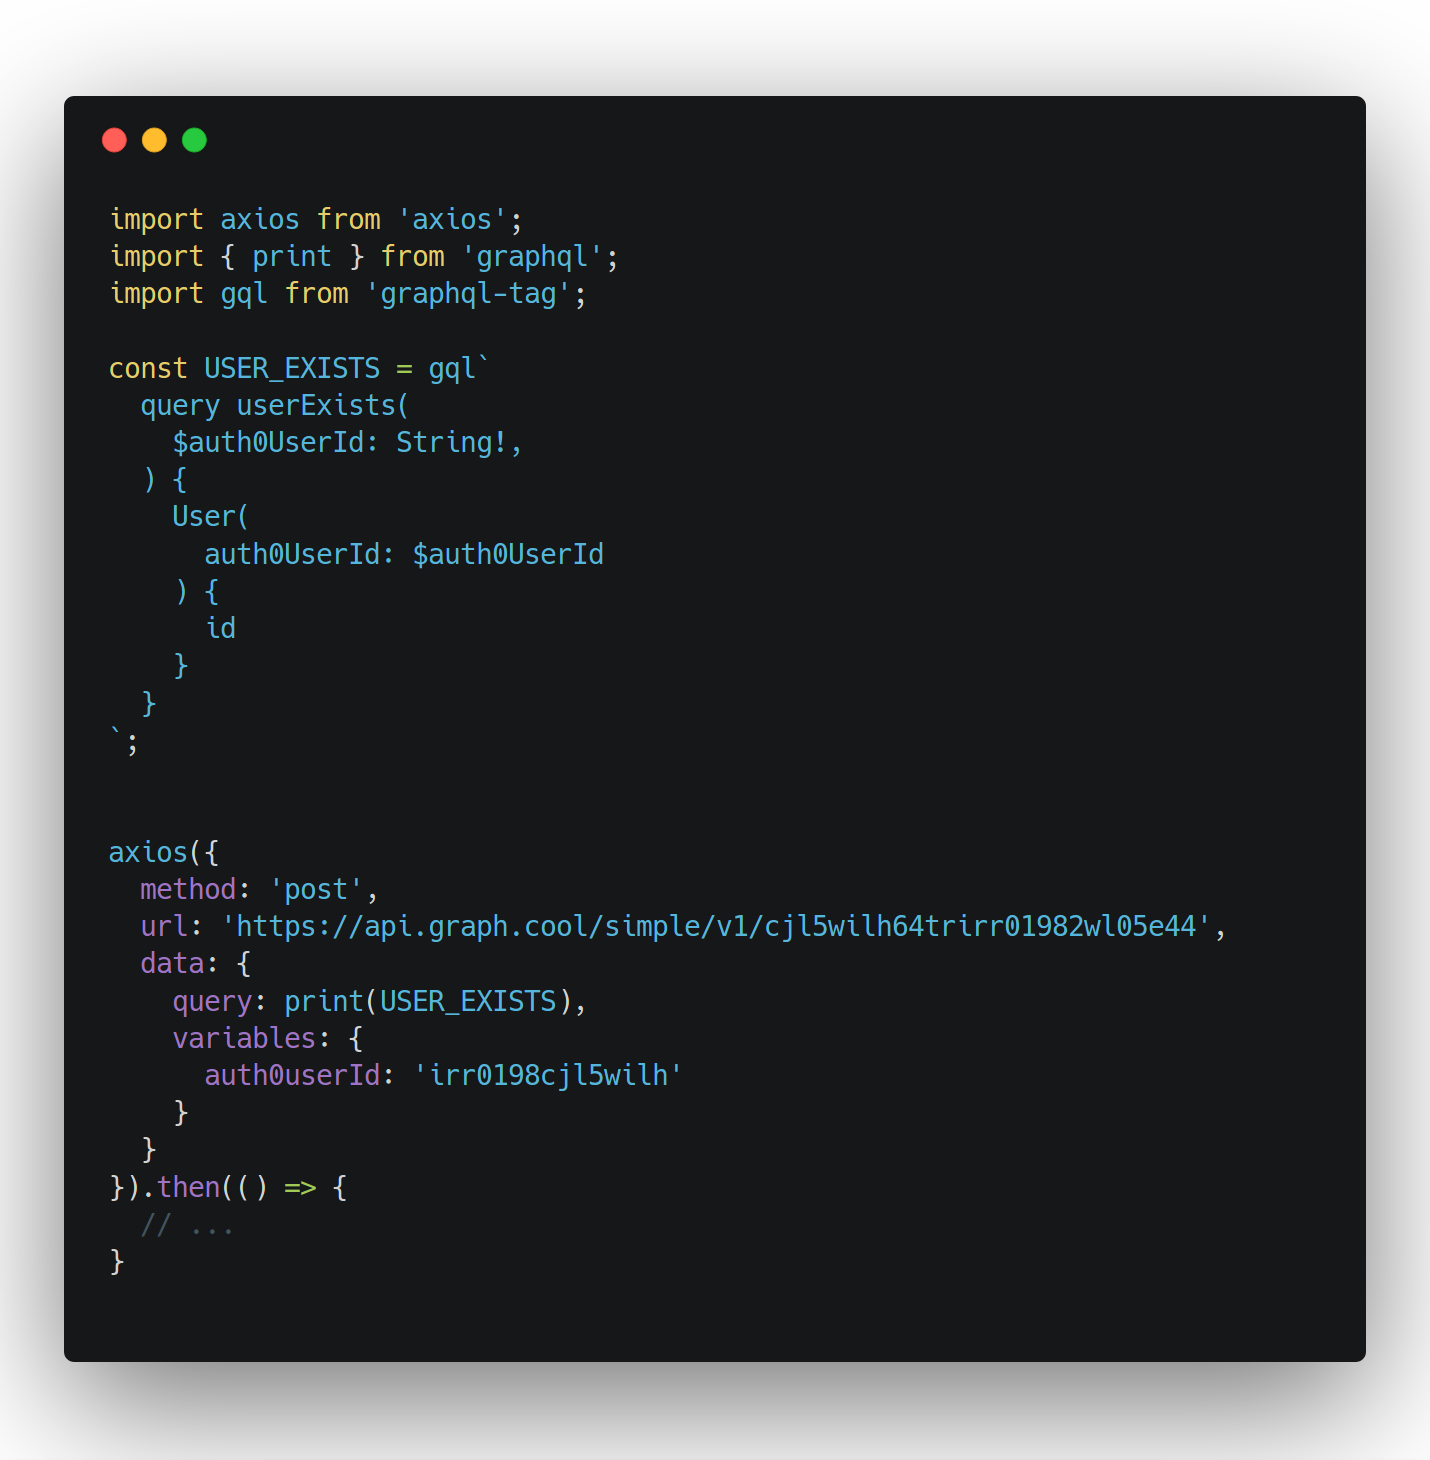 import axios from 'axios';
import { print } from 'graphql';
import gql from 'graphql-tag';

const USER_EXISTS = gql`
  query userExists(
    $auth0UserId: String!,
  ) {
    User(
      auth0UserId: $auth0UserId
    ) {
      id
    }
  }
`;


axios({
  method: 'post',
  url: 'https://api.graph.cool/simple/v1/cjl5wilh64trirr01982wl05e44',
  data: {
    query: print(USER_EXISTS),
    variables: {
      auth0userId: 'irr0198cjl5wilh'
    }
  }
}).then(() => {
  // ...
}